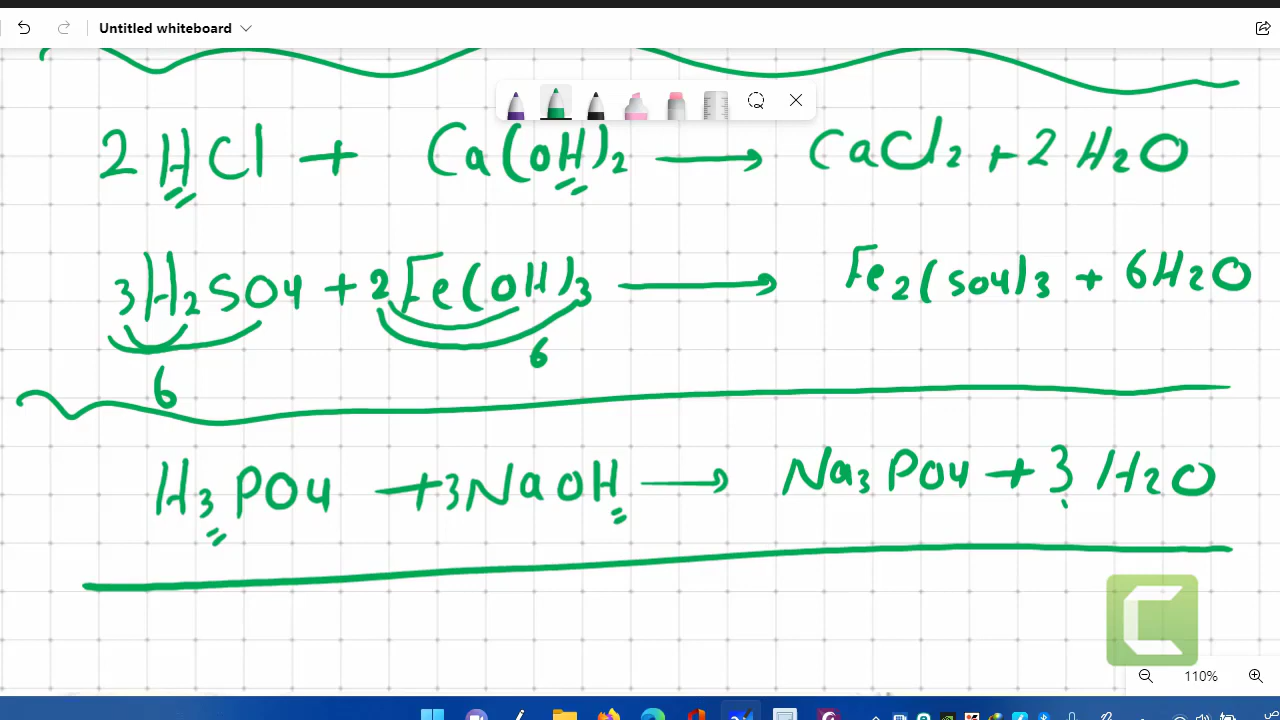 Untitled whiteboard
2HCl + Ca(OH)2 → CaCl2 + 2H2O
3H2SO4 + 2Fe(OH)3 → Fe2(SO4)3 + 6H2O
6
6
H3PO4 + 3NaOH → Na3PO4 + 3H2O
110%